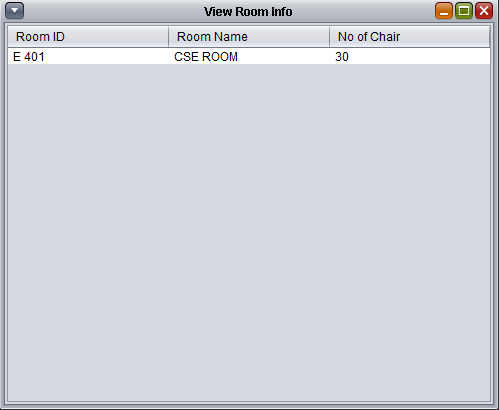 View Room Info
Room ID Room Name No of Chair
E 401 CSE ROOM 30